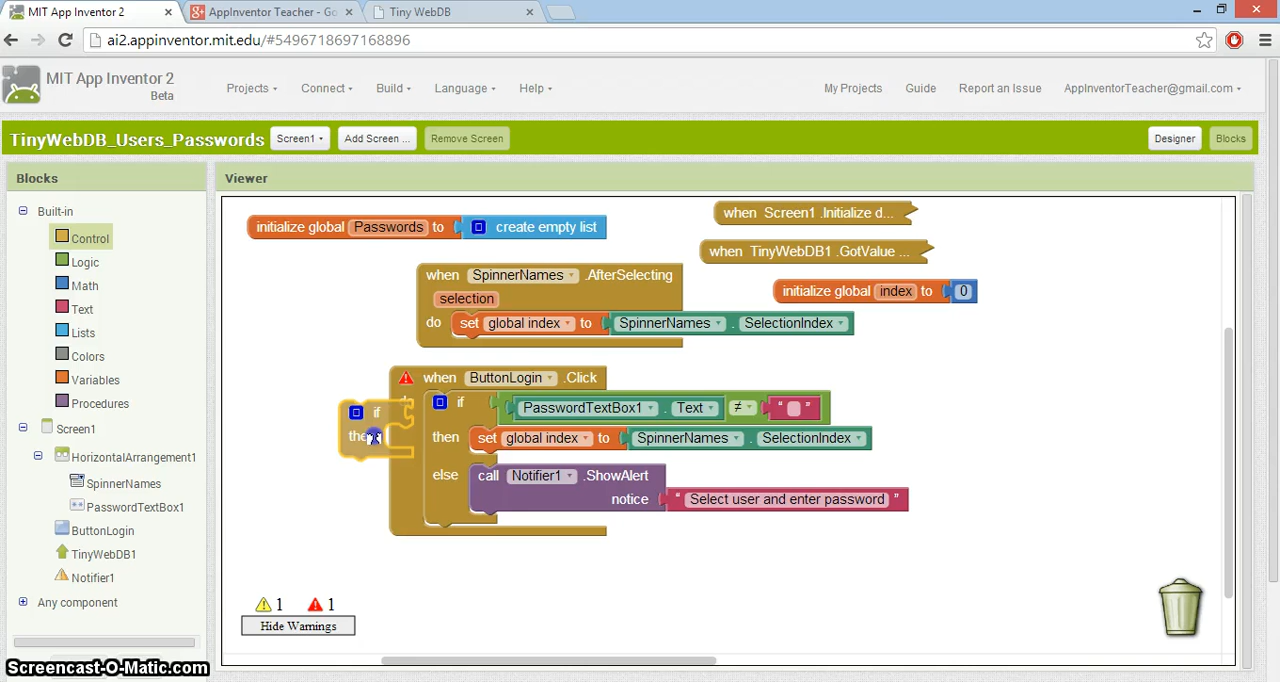 MIT App Inventor 2
AppInventor Teacher - Go
Tiny WebDB
ai2.appinventor.mit.edu/#5496718697168896
MIT App Inventor 2
Beta
Projects
Connect
Build
Language
Help
My Projects
Guide
Report an Issue
AppInventorTeacher@gmail.com
TinyWebDB_Users_Passwords
Screen1
Add Screen ...
Remove Screen
Designer
Blocks
Blocks
Viewer
Built-in
Control
Logic
Math
Text
Lists
Colors
Variables
Procedures
Screen1
HorizontalArrangement1
SpinnerNames
PasswordTextBox1
ButtonLogin
TinyWebDB1
Notifier1
Any component
initialize global Passwords to create empty list
when Screen1 .Initialize d...
when TinyWebDB1 .GotValue ...
initialize global index to 0
when SpinnerNames .AfterSelecting
selection
do set global index to SpinnerNames . SelectionIndex
when ButtonLogin .Click
if PasswordTextBox1 . Text ≠ “ ”
then set global index to SpinnerNames . SelectionIndex
else call Notifier1 .ShowAlert
notice “ Select user and enter password ”
if
1 1
Hide Warnings
Screencast-O-Matic.com